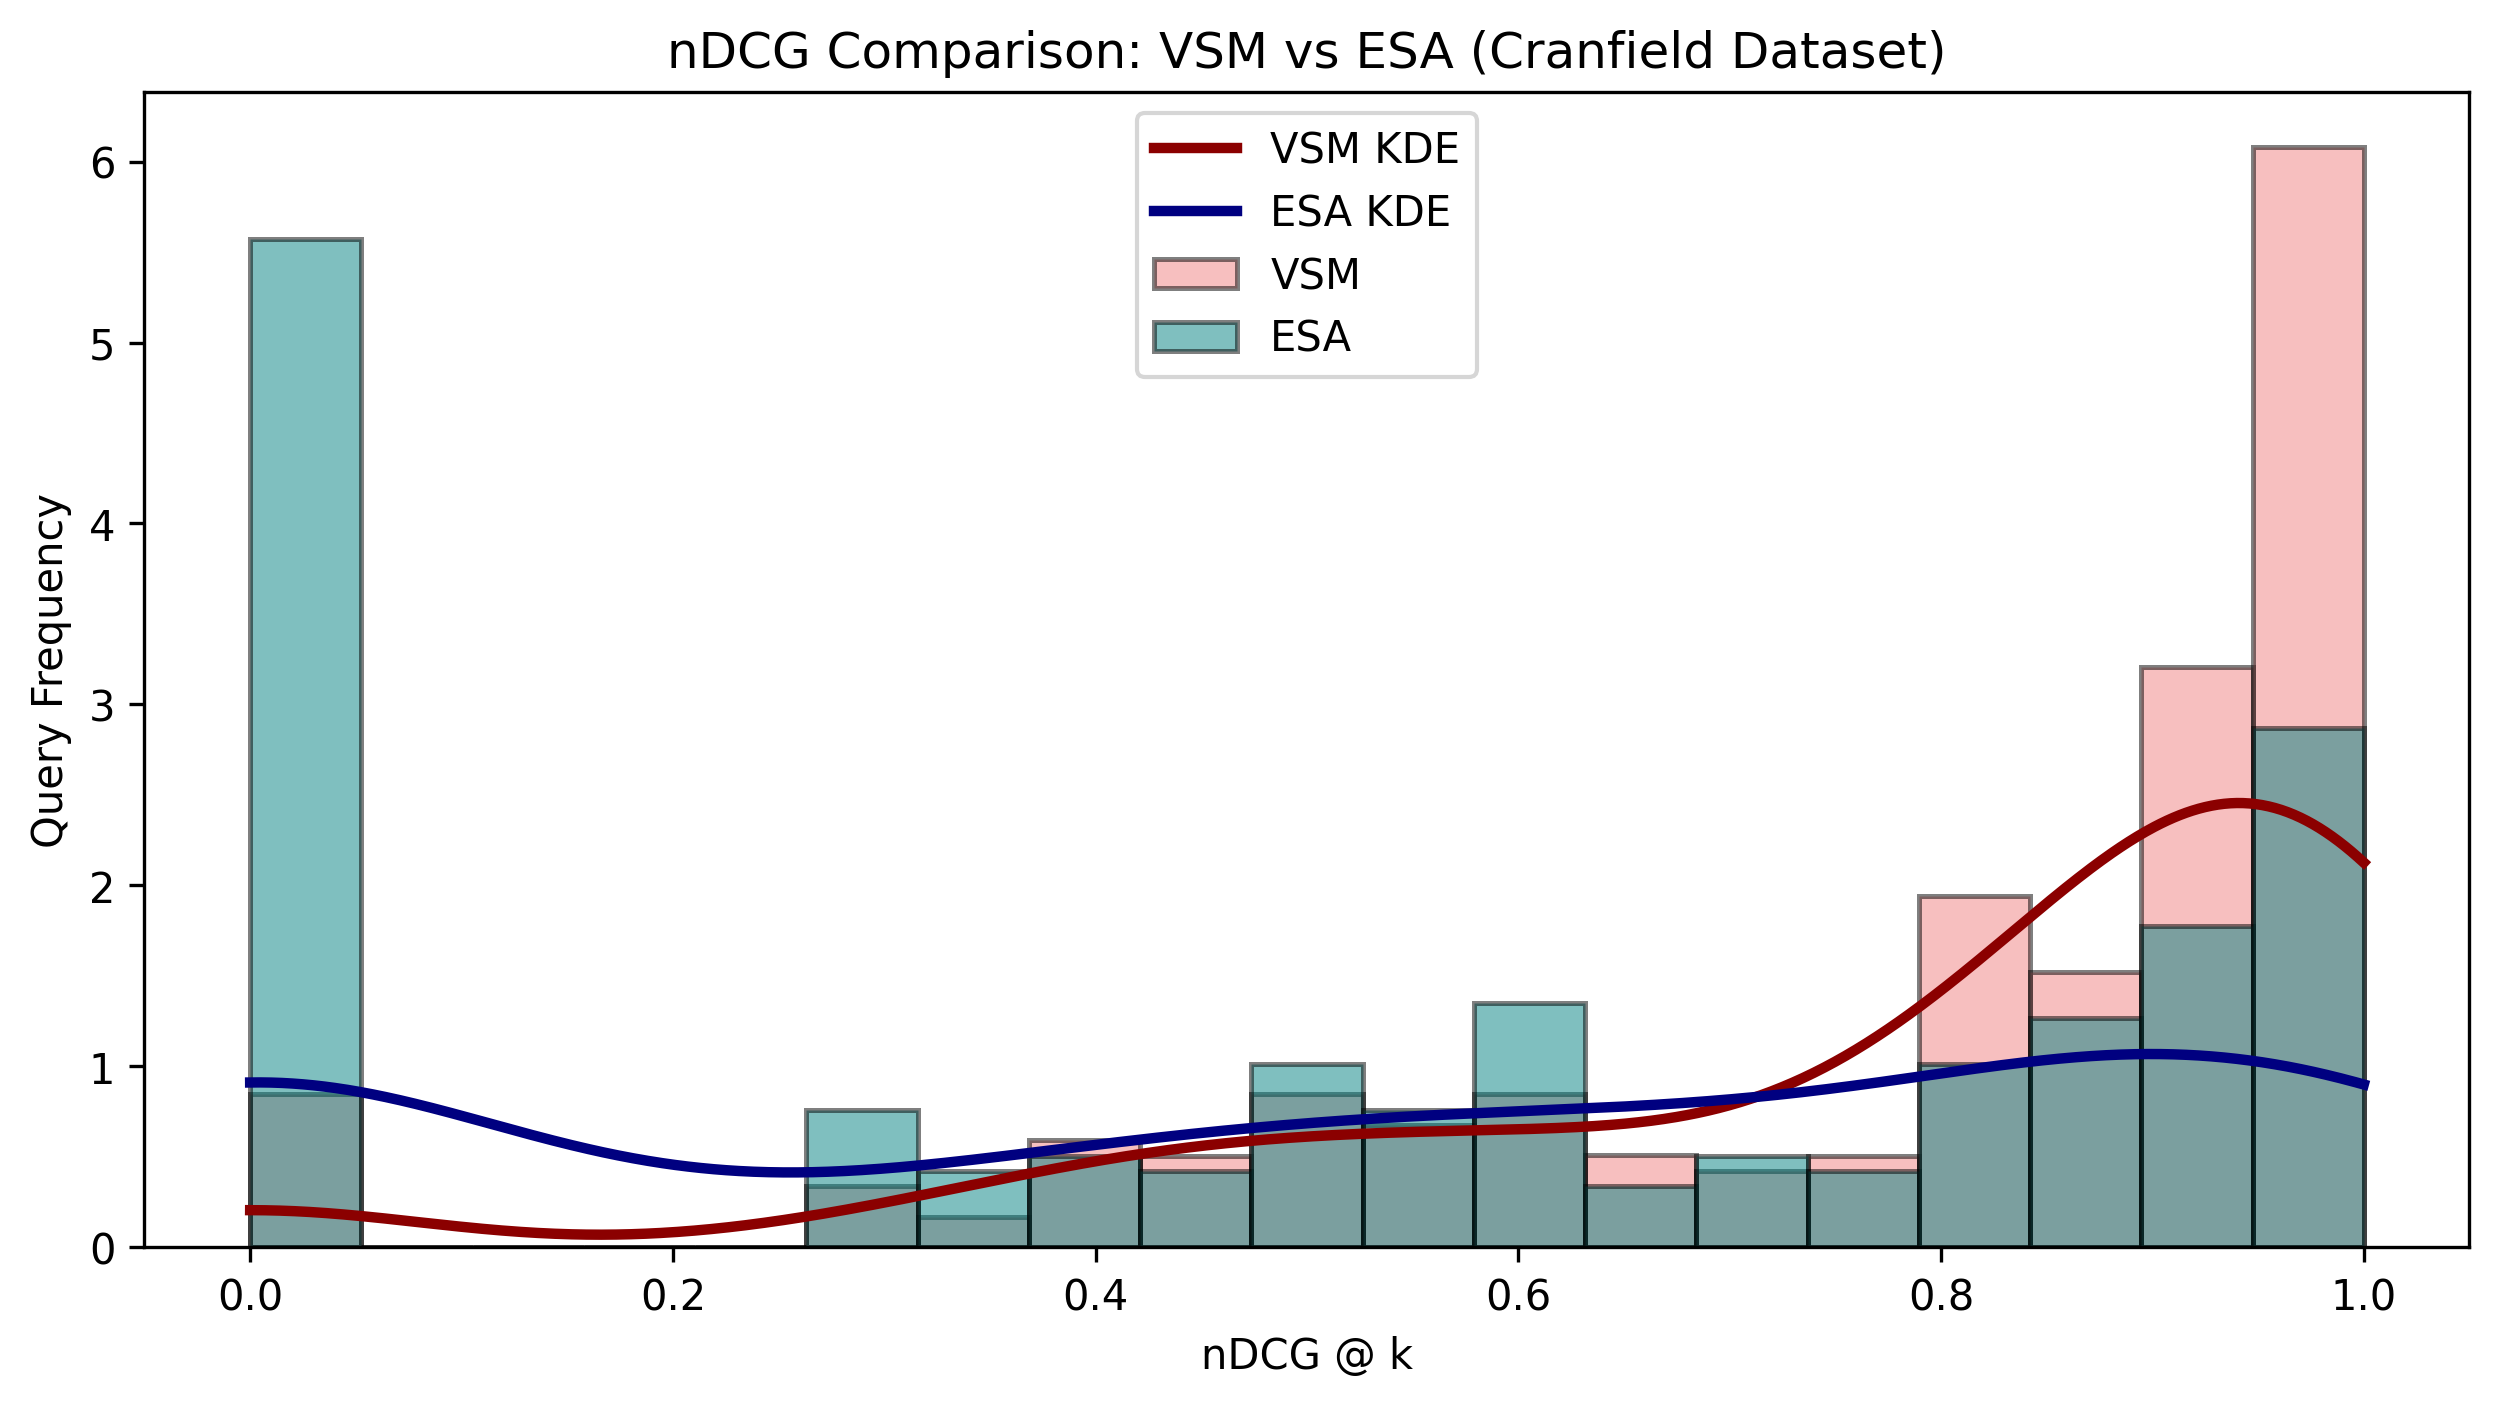 nDCG Comparison: VSM vs ESA (Cranfield Dataset)
VSM KDE
ESA KDE
VSM
ESA
Query Frequency
6
5
4
3
2
1
0
0.0 0.2 0.4 0.6 0.8 1.0
nDCG @ k